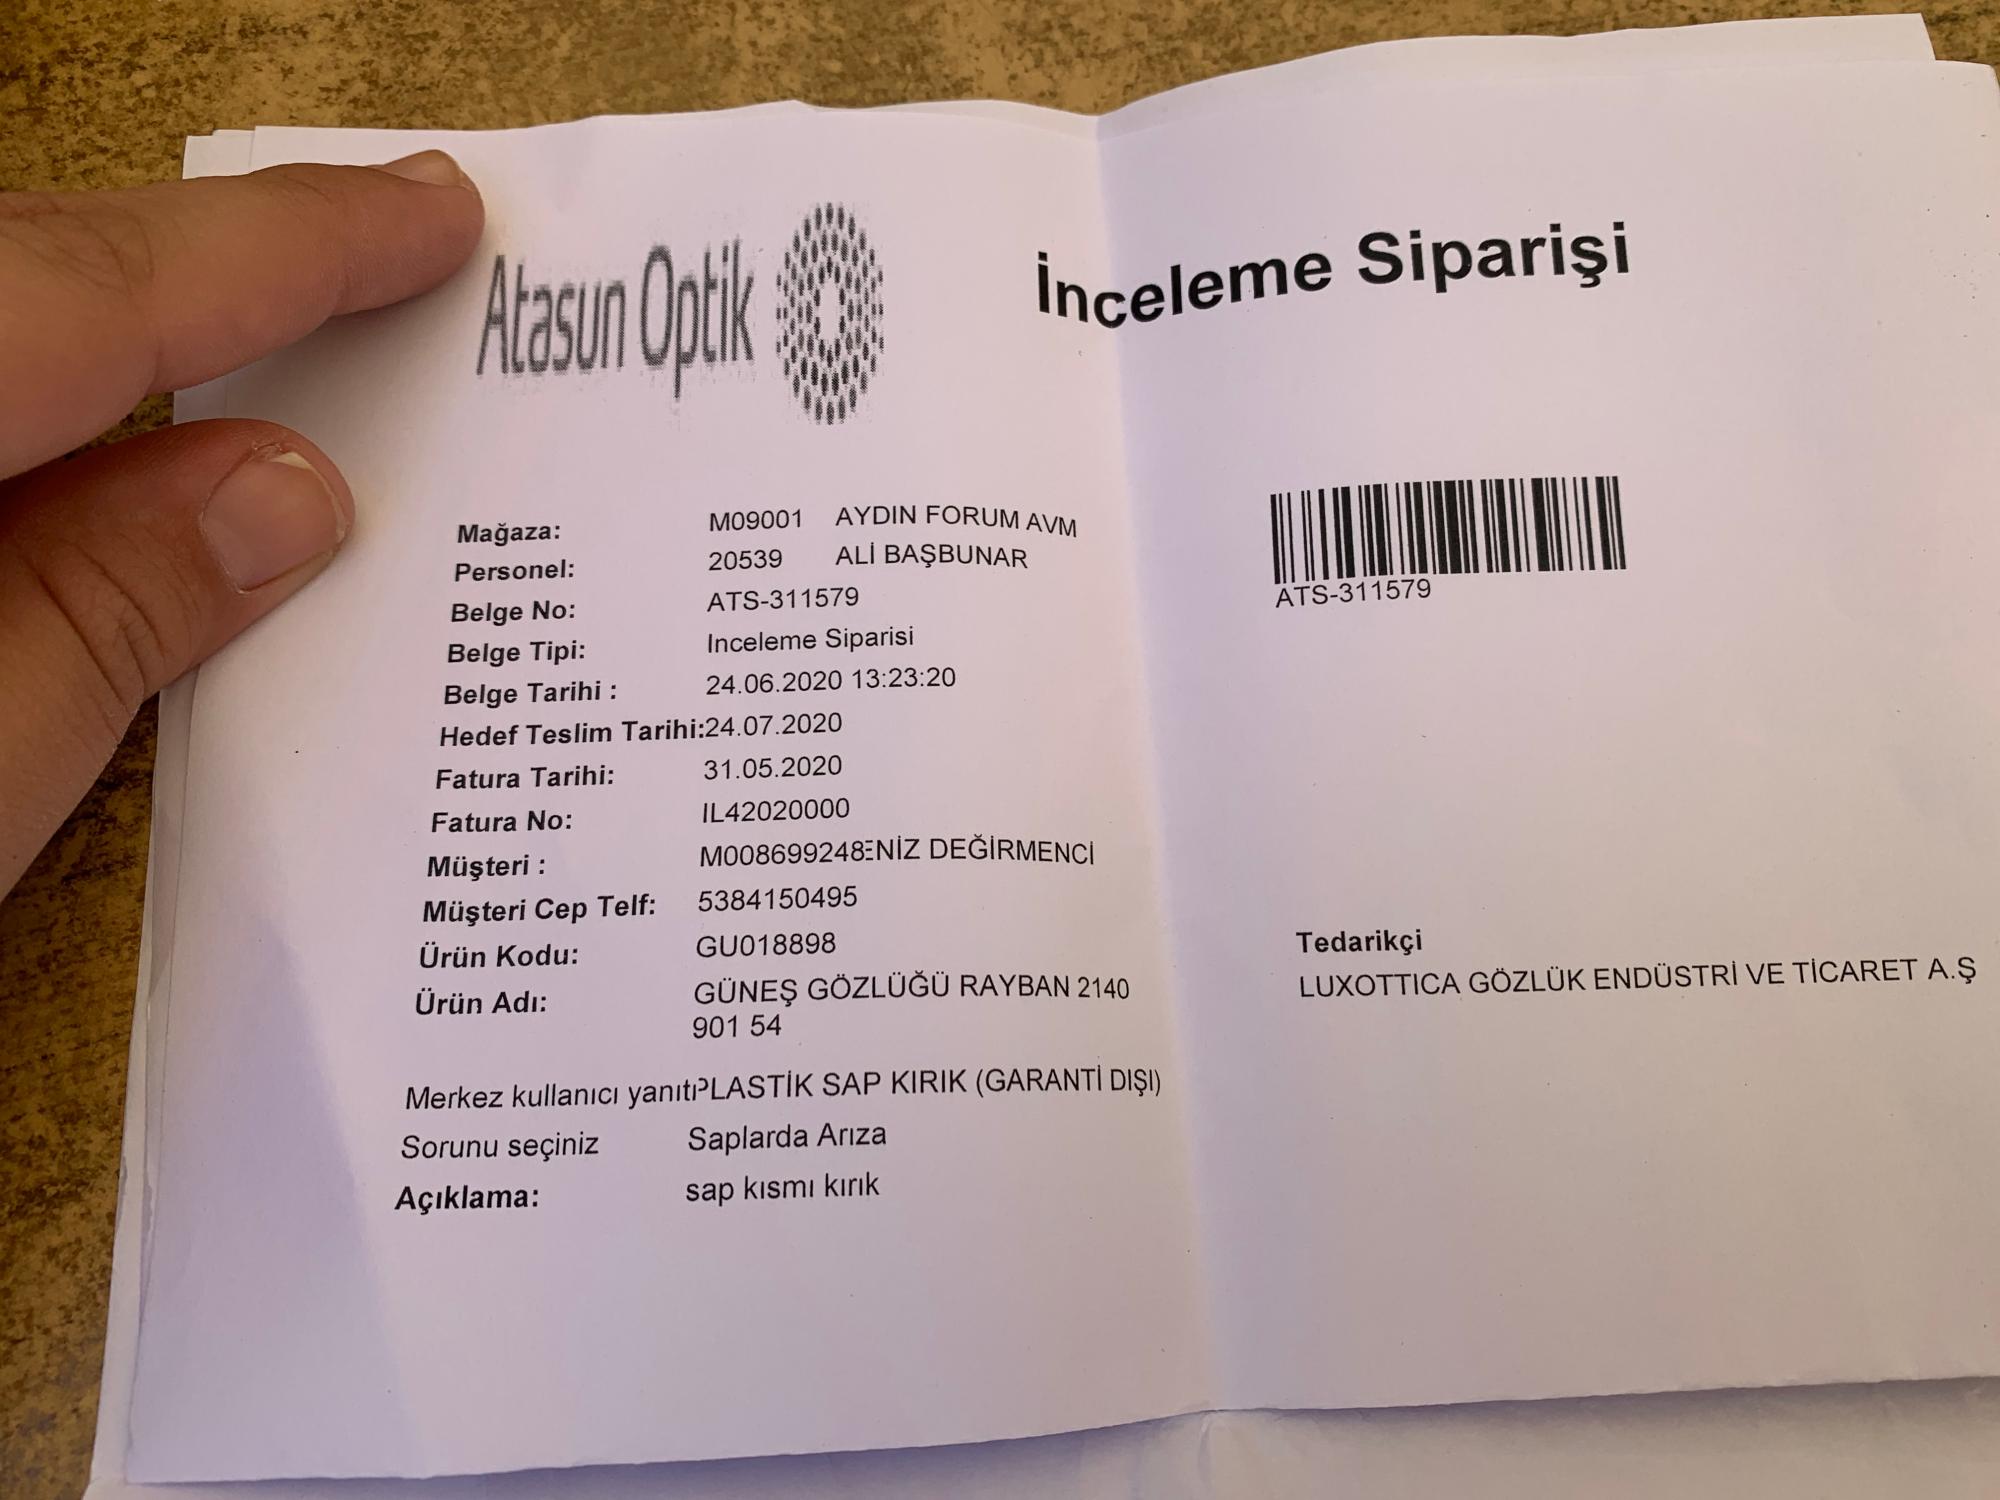 Atasun Optik
İnceleme Siparişi
Mağaza: M09001 AYDIN FORUM AVM
Personel: 20539 ALİ BAŞBUNAR
Belge No: ATS-311579
Belge Tipi: Inceleme Siparisi
Belge Tarihi : 24.06.2020 13:23:20
Hedef Teslim Tarihi:24.07.2020
Fatura Tarihi: 31.05.2020
Fatura No: IL42020000
Müşteri : M008699248ENİZ DEĞİRMENCİ
Müşteri Cep Telf: 5384150495
Ürün Kodu: GU018898
Ürün Adı: GÜNEŞ GÖZLÜĞÜ RAYBAN 2140
901 54
Merkez kullanıcı yanıtıPLASTİK SAP KIRIK (GARANTİ DIŞI)
Sorunu seçiniz Saplarda Arıza
Açıklama: sap kısmı kırık
ATS-311579
Tedarikçi
LUXOTTICA GÖZLÜK ENDÜSTRİ VE TİCARET A.Ş